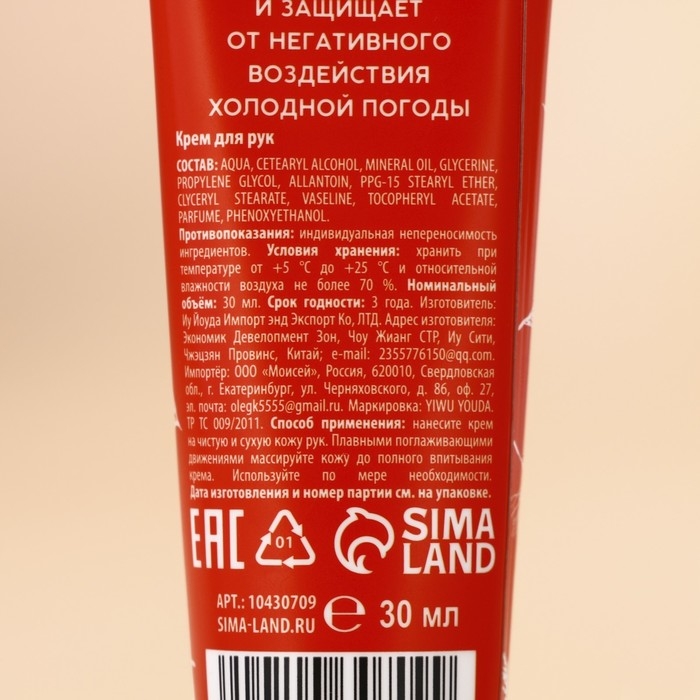 И ЗАЩИЩАЕТ
ОТ НЕГАТИВНОГО
ВОЗДЕЙСТВИЯ
ХОЛОДНОЙ ПОГОДЫ
Крем для рук
СОСТАВ: AQUA, CETEARYL ALCOHOL, MINERAL OIL, GLYCERINE,
PROPYLENE GLYCOL, ALLANTOIN, PPG-15 STEARYL ETHER,
CLYCERYL STEARATE, VASELINE, TOCOPHERYL ACETATE,
PARFUME, PHENOXYETHANOL.
Противопоказания: индивидуальная непереносимость
ингредиентов. Условия хранения: хранить при
температуре от +5 °C до +25 °C и относительной
влажности воздуха не более 70 %. Номинальный
объём: 30 мл. Срок годности: 3 года. Изготовитель:
Иу Йоуда Импорт энд Экспорт Ко, ЛТД. Адрес изготовителя:
Экономик Девелопмент Зон, Чоу Жианг СТР, Иу Сити,
Чжэцзян Провинс, Китай; e-mail: 2355776150@qq.com.
Импортёр: ООО «Моисей», Россия, 620010, Свердловская
обл., г. Екатеринбург, ул. Черняховского, д. 86, оф. 27,
эл. почта: olegk5555@gmail.ru. Маркировка: YIWU YOUDA.
ТР ТС 009/2011. Способ применения: нанесите крем
на чистую и сухую кожу рук. Плавными поглаживающими
движениями массируйте кожу до полного впитывания
крема. Используйте по мере необходимости.
Дата изготовления и номер партии см. на упаковке.
EAC 01 SIMA
LAND
АРТ.: 10430709
SIMA-LAND.RU
e 30 мл